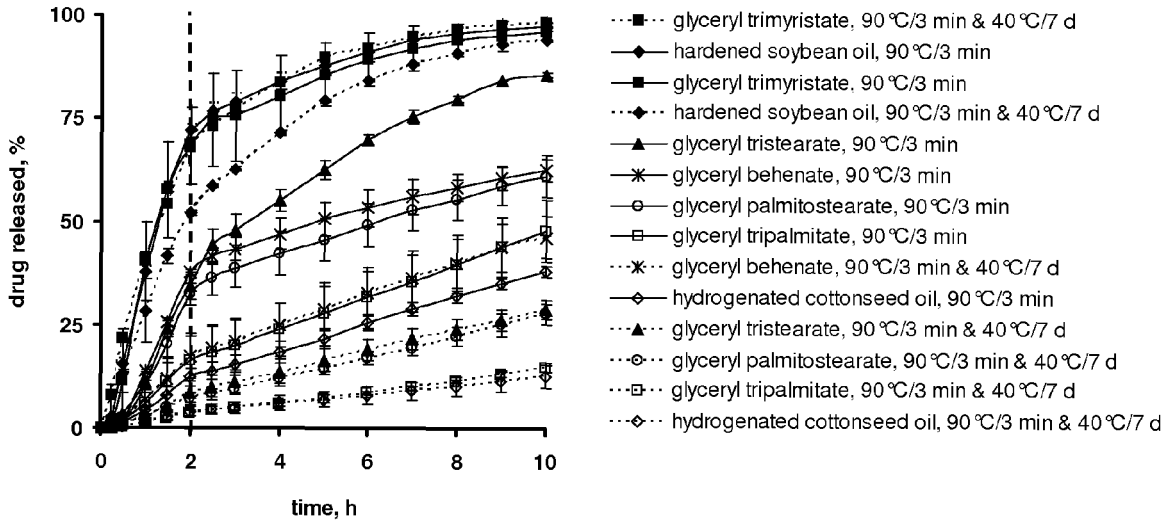 100
75
50
25
0
drug released, %
0 2 4 6 8 10
time, h
glyceryl trimyristate, 90 °C/3 min & 40 °C/7 d
hardened soybean oil, 90 °C/3 min
glyceryl trimyristate, 90 °C/3 min
hardened soybean oil, 90 °C/3 min & 40 °C/7 d
glyceryl tristearate, 90 °C/3 min
glyceryl behenate, 90 °C/3 min
glyceryl palmitostearate, 90 °C/3 min
glyceryl tripalmitate, 90 °C/3 min
glyceryl behenate, 90 °C/3 min & 40 °C/7 d
hydrogenated cottonseed oil, 90 °C/3 min
glyceryl tristearate, 90 °C/3 min & 40 °C/7 d
glyceryl palmitostearate, 90 °C/3 min & 40 °C/7 d
glyceryl tripalmitate, 90 °C/3 min & 40 °C/7 d
hydrogenated cottonseed oil, 90 °C/3 min & 40 °C/7 d